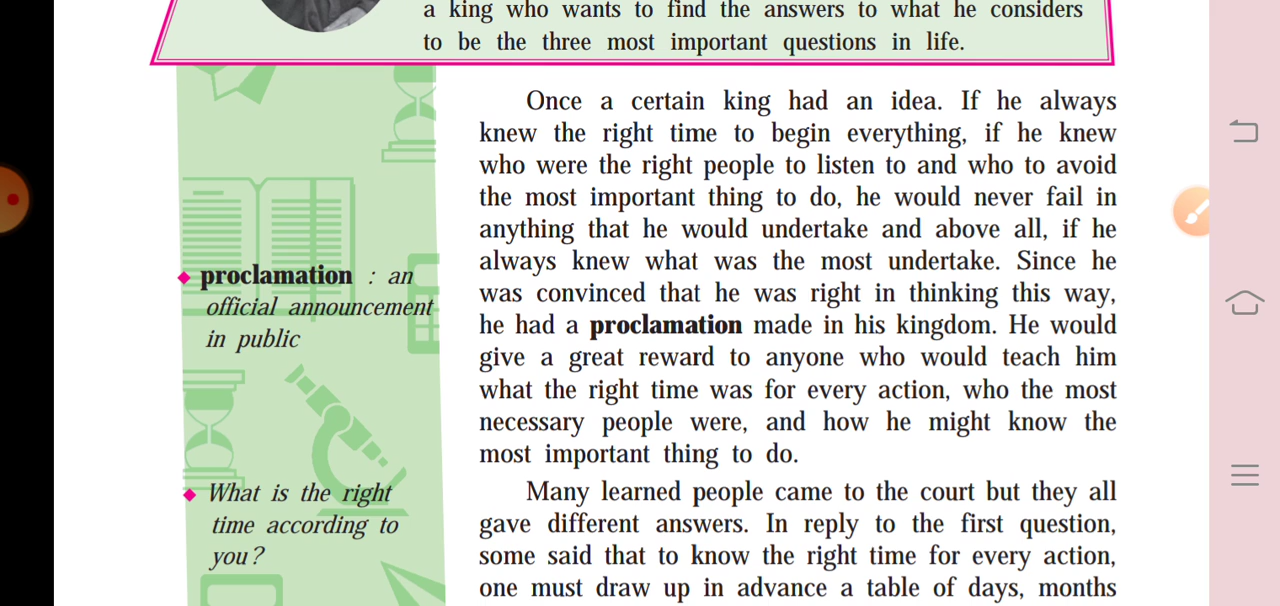 a king who wants to find the answers to what he considers
to be the three most important questions in life.
Once a certain king had an idea. If he always
knew the right time to begin everything, if he knew
who were the right people to listen to and who to avoid
the most important thing to do, he would never fail in
anything that he would undertake and above all, if he
always knew what was the most undertake. Since he
was convinced that he was right in thinking this way,
he had a proclamation made in his kingdom. He would
give a great reward to anyone who would teach him
what the right time was for every action, who the most
necessary people were, and how he might know the
most important thing to do.
Many learned people came to the court but they all
gave different answers. In reply to the first question,
some said that to know the right time for every action,
one must draw up in advance a table of days, months
proclamation : an
official announcement
in public
What is the right
time according to
you?